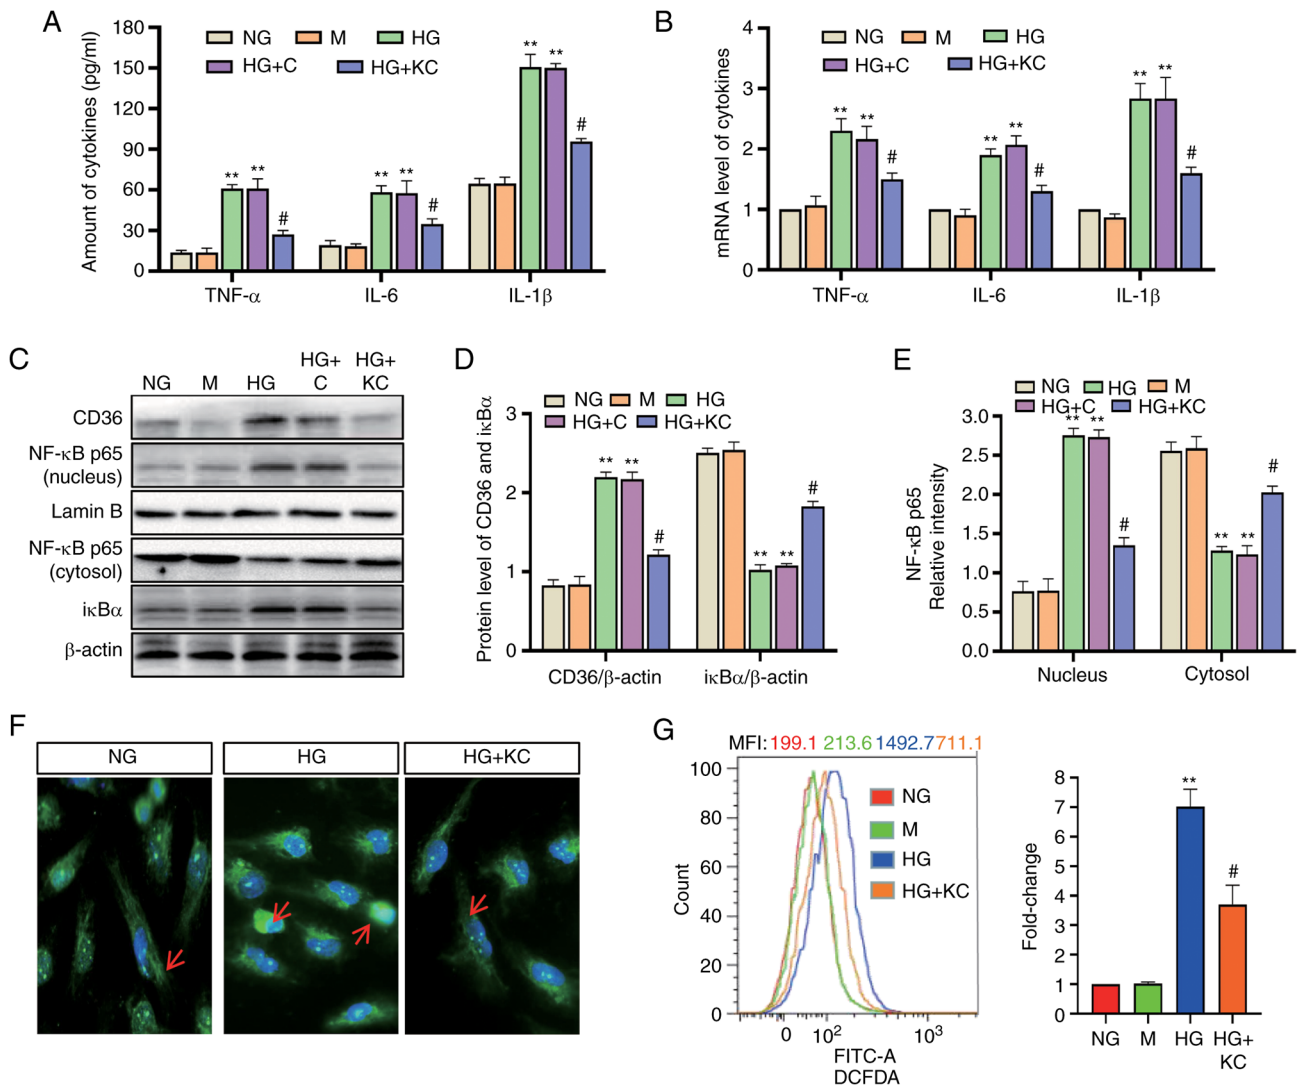 A
180
150
120
90
60
30
0
Amount of cytokines (pg/ml)
NG M HG
HG+C HG+KC
** ** #
** ** #
** ** #
TNF-α IL-6 IL-1β
B
4
3
2
1
0
mRNA level of cytokines
NG M HG
HG+C HG+KC
** ** #
** ** #
** ** #
TNF-α IL-6 IL-1β
C
NG M HG HG+ C HG+ KC
CD36
NF-κB p65
(nucleus)
Lamin B
NF-κB p65
(cytosol)
iκBα
β-actin
D
3
2
1
0
Protein level of CD36 and iκBα
NG M HG
HG+C HG+KC
** ** #
** ** #
CD36/β-actin iκBα/β-actin
E
3.0
2.5
2.0
1.5
1.0
0.5
0.0
NF-κB p65
Relative intensity
NG HG M
HG+C HG+KC
** ** #
** ** #
Nucleus Cytosol
F
NG HG HG+KC
G
MFI: 199.1 213.6 1492.7 711.1
100
80
60
40
20
0
Count
NG
M
HG
HG+KC
0 10² 10³
FITC-A
DCFDA
8
7
6
5
4
3
2
1
0
Fold-change
**
#
NG M HG HG+
KC